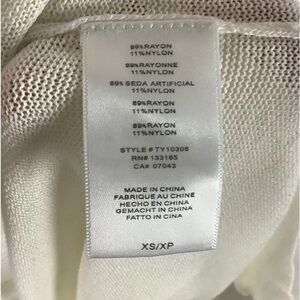 89%RAYON
11%NYLON
89%RAYONNE
11%NYLON
89% SEDA ARTIFICIAL
11%NYLON
89%RAYON
11%NYLON
89%RAYON
11%NYLON
STYLE # TY10308
RN# 133165
CA# 07043
MADE IN CHINA
FABRIQUE AU CHINE
HECHO EN CHINA
GEMACHT IN CHINA
FATTO IN CINA
XS/XP